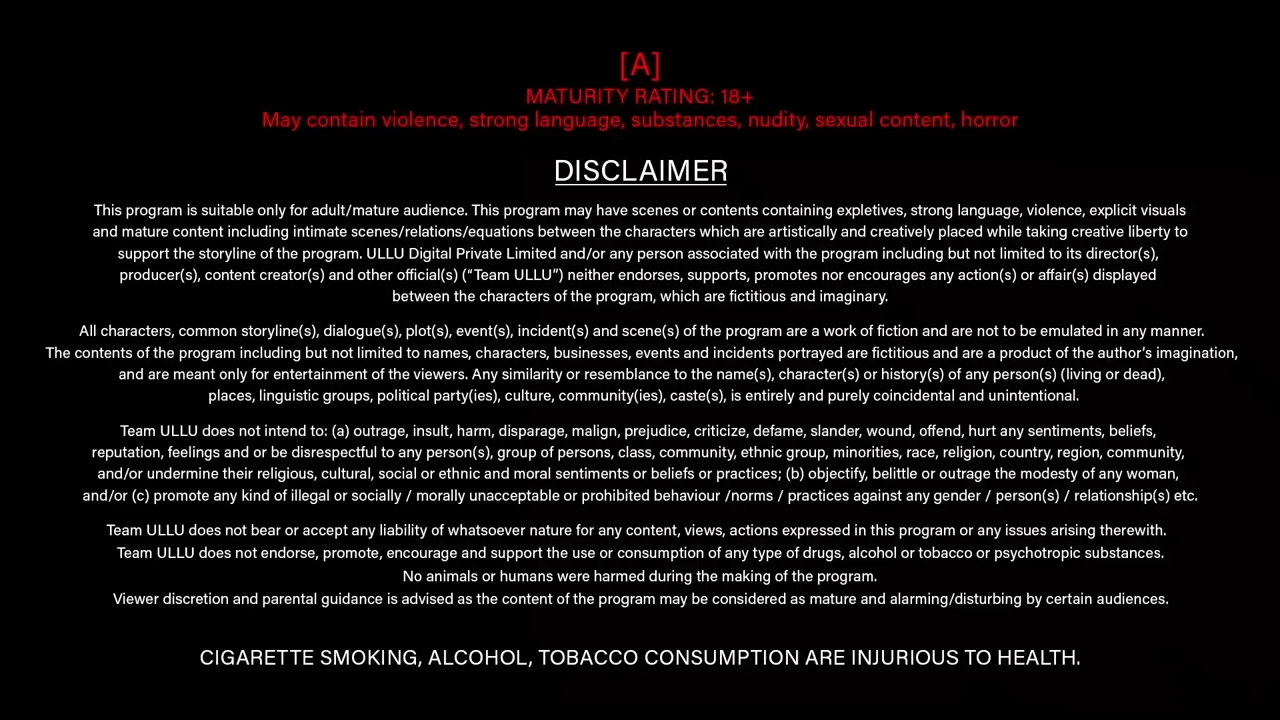 [A]
MATURITY RATING: 18+
May contain violence, strong language, substances, nudity, sexual content, horror
DISCLAIMER
This program is suitable only for adult/mature audience. This program may have scenes or contents containing expletives, strong language, violence, explicit visuals
and mature content including intimate scenes/relations/equations between the characters which are artistically and creatively placed while taking creative liberty to
support the storyline of the program. ULLU Digital Private Limited and/or any person associated with the program including but not limited to its director(s),
producer(s), content creator(s) and other official(s) (“Team ULLU”) neither endorses, supports, promotes nor encourages any action(s) or affair(s) displayed
between the characters of the program, which are fictitious and imaginary.
All characters, common storyline(s), dialogue(s), plot(s), event(s), incident(s) and scene(s) of the program are a work of fiction and are not to be emulated in any manner.
The contents of the program including but not limited to names, characters, businesses, events and incidents portrayed are fictitious and are a product of the author’s imagination,
and are meant only for entertainment of the viewers. Any similarity or resemblance to the name(s), character(s) or history(s) of any person(s) (living or dead),
places, linguistic groups, political party(ies), culture, community(ies), caste(s), is entirely and purely coincidental and unintentional.
Team ULLU does not intend to: (a) outrage, insult, harm, disparage, malign, prejudice, criticize, defame, slander, wound, offend, hurt any sentiments, beliefs,
reputation, feelings and or be disrespectful to any person(s), group of persons, class, community, ethnic group, minorities, race, religion, country, region, community,
and/or undermine their religious, cultural, social or ethnic and moral sentiments or beliefs or practices; (b) objectify, belittle or outrage the modesty of any woman,
and/or (c) promote any kind of illegal or socially / morally unacceptable or prohibited behaviour /norms / practices against any gender / person(s) / relationship(s) etc.
Team ULLU does not bear or accept any liability of whatsoever nature for any content, views, actions expressed in this program or any issues arising therewith.
Team ULLU does not endorse, promote, encourage and support the use or consumption of any type of drugs, alcohol or tobacco or psychotropic substances.
No animals or humans were harmed during the making of the program.
Viewer discretion and parental guidance is advised as the content of the program may be considered as mature and alarming/disturbing by certain audiences.
CIGARETTE SMOKING, ALCOHOL, TOBACCO CONSUMPTION ARE INJURIOUS TO HEALTH.